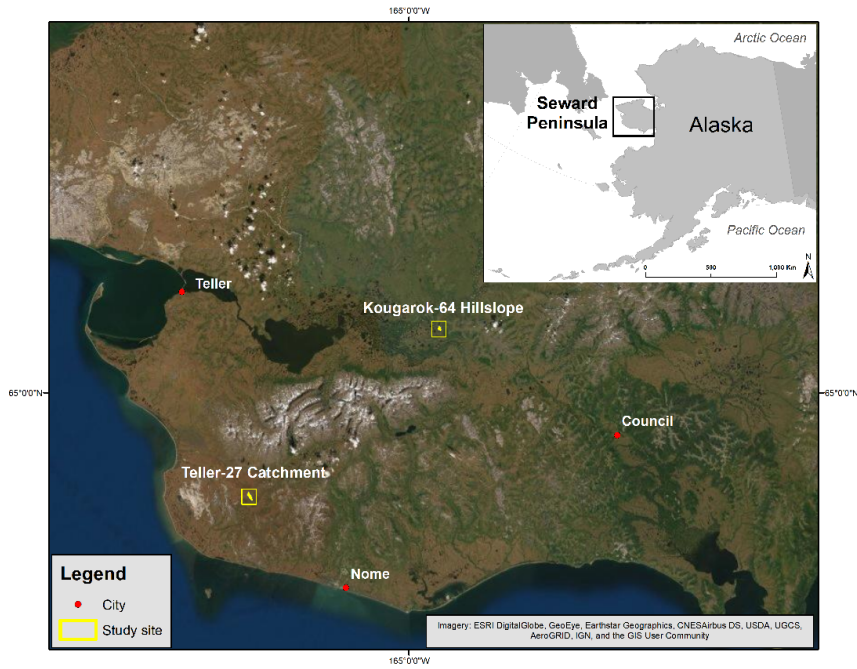 165°0'0"W
Arctic Ocean
Seward
Peninsula
Alaska
Pacific Ocean
N
0 500 1,000 Km
Teller
Kougarok-64 Hillslope
65°0'0"N
65°0'0"N
Council
Teller-27 Catchment
Nome
Legend
City
Study site
Imagery: ESRI DigitalGlobe, GeoEye, Earthstar Geographics, CNESAirbus DS, USDA, UGCS,
AeroGRID, IGN, and the GIS User Community
165°0'0"W